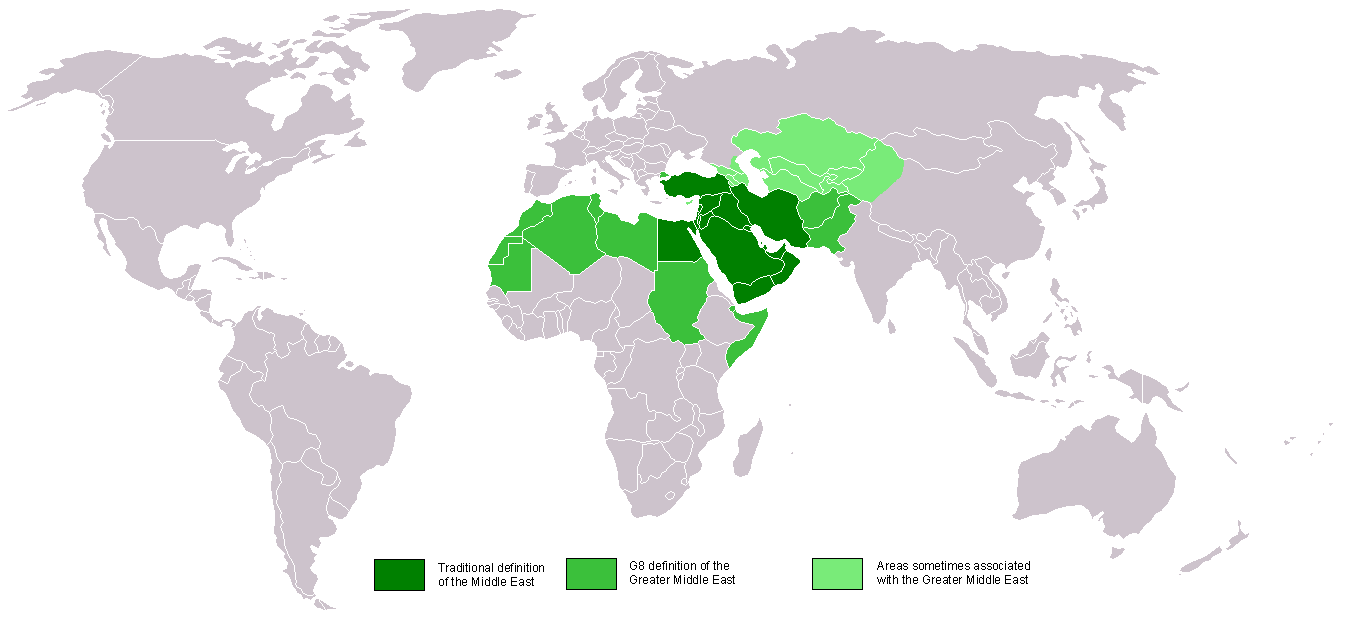 Traditional definition
of the Middle East
G8 definition of the
Greater Middle East
Areas sometimes associated
with the Greater Middle East